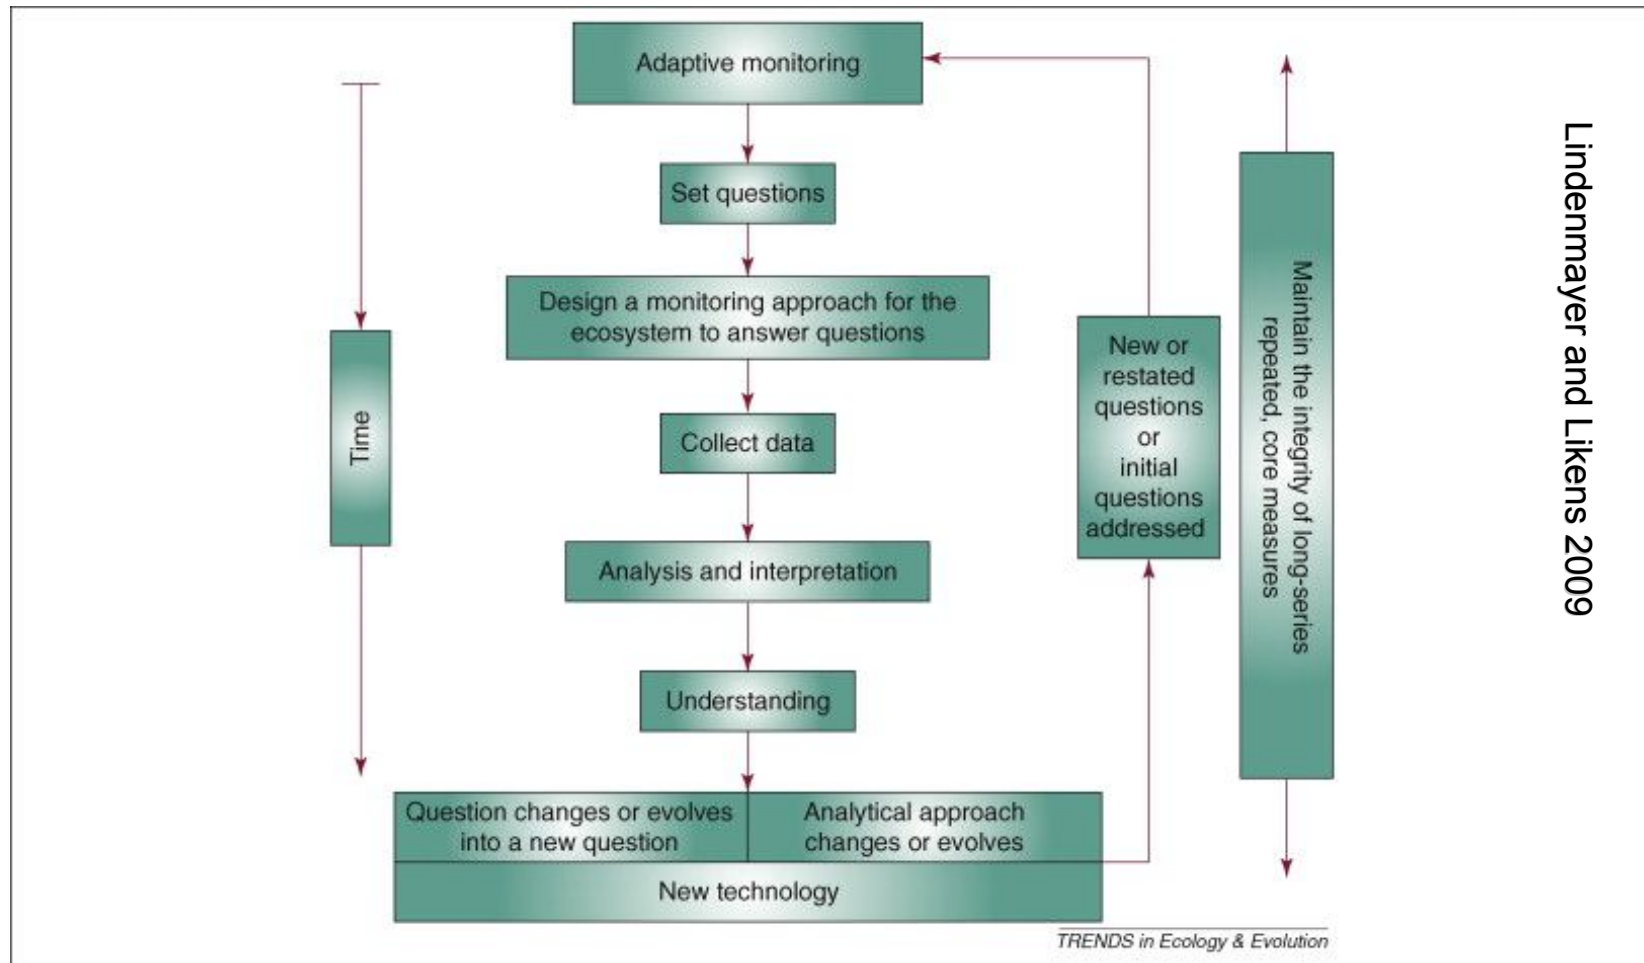 Adaptive monitoring
Set questions
Design a monitoring approach for the
ecosystem to answer questions
Collect data
Analysis and interpretation
Understanding
Question changes or evolves
into a new question
Analytical approach
changes or evolves
New technology
Time
New or
restated
questions
or
initial
questions
addressed
Maintain the integrity of long-series
repeated, core measures
Lindenmayer and Likens 2009
TRENDS in Ecology & Evolution